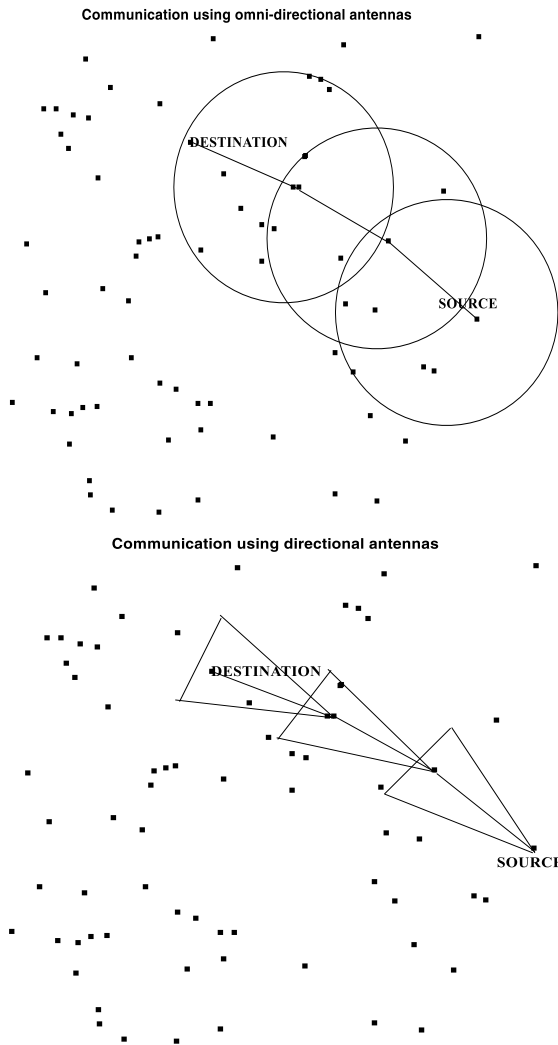 Communication using omni-directional antennas
DESTINATION
SOURCE
Communication using directional antennas
DESTINATION
SOURCE